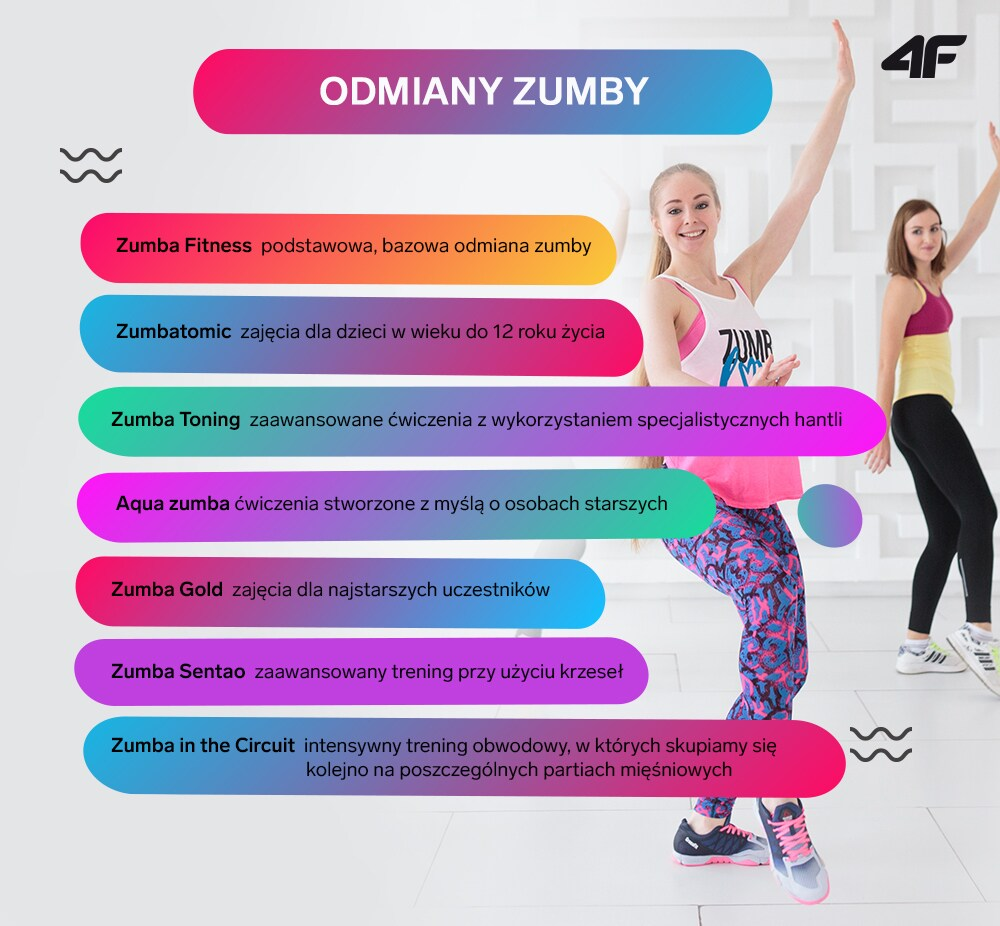 4F
ODMIANY ZUMBY
Zumba Fitness podstawowa, bazowa odmiana zumby
Zumbatomic zajęcia dla dzieci w wieku do 12 roku życia
Zumba Toning zaawansowane ćwiczenia z wykorzystaniem specjalistycznych hantli
Aqua zumba ćwiczenia stworzone z myślą o osobach starszych
Zumba Gold zajęcia dla najstarszych uczestników
Zumba Sentao zaawansowany trening przy użyciu krzeseł
Zumba in the Circuit intensywny trening obwodowy, w których skupiamy się
kolejno na poszczególnych partiach mięśniowych